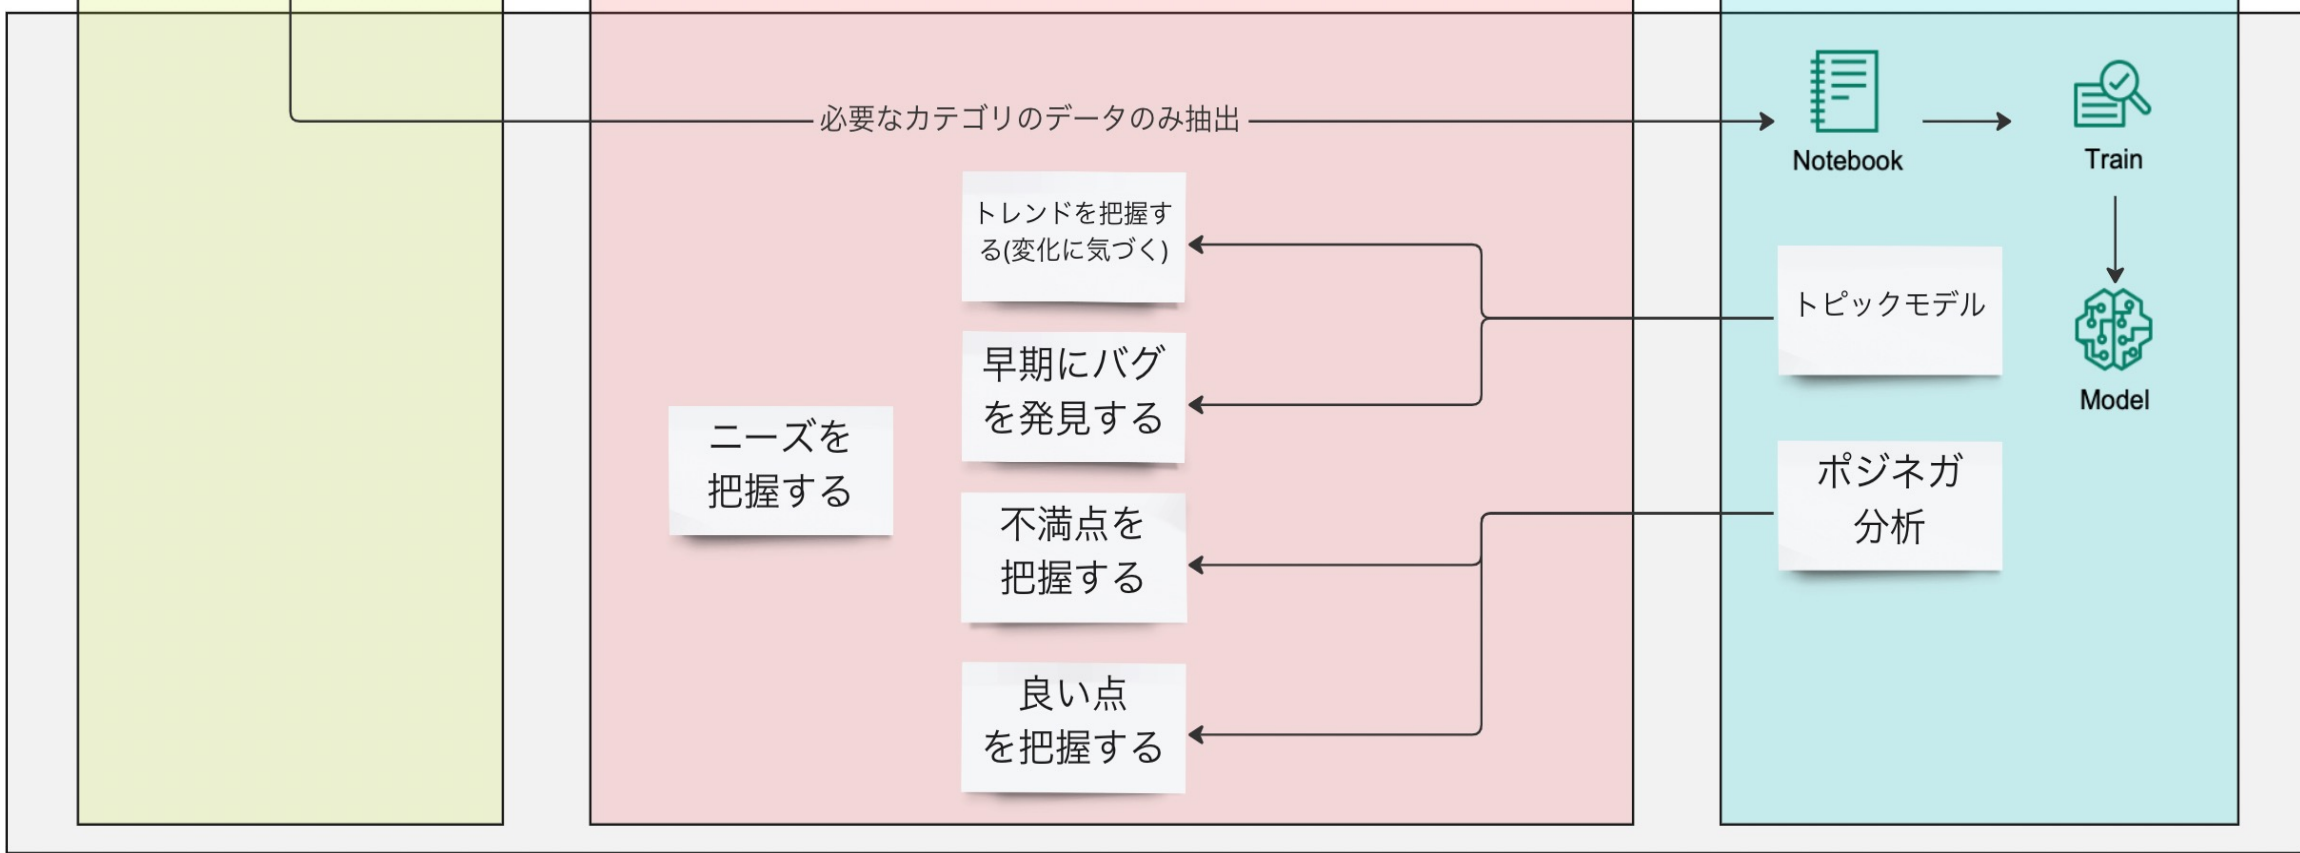 必要なカテゴリのデータのみ抽出
Notebook
Train
トレンドを把握す
る(変化に気づく)
トピックモデル
Model
早期にバグ
を発見する
ニーズを
把握する
ポジネガ
分析
不満点を
把握する
良い点
を把握する